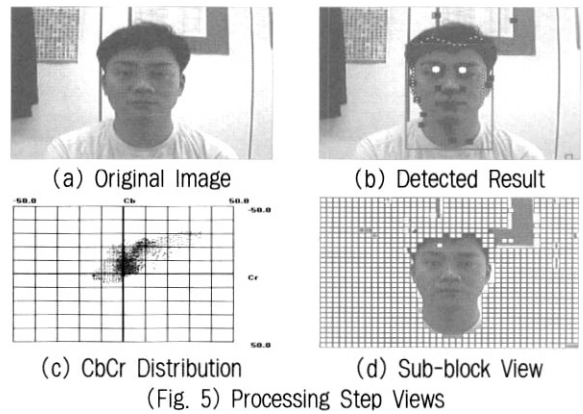 (a) Original Image
(b) Detected Result
-50.0 Cb 50.0
-50.0
Cr
50.0
(c) CbCr Distribution
(d) Sub-block View
(Fig. 5) Processing Step Views